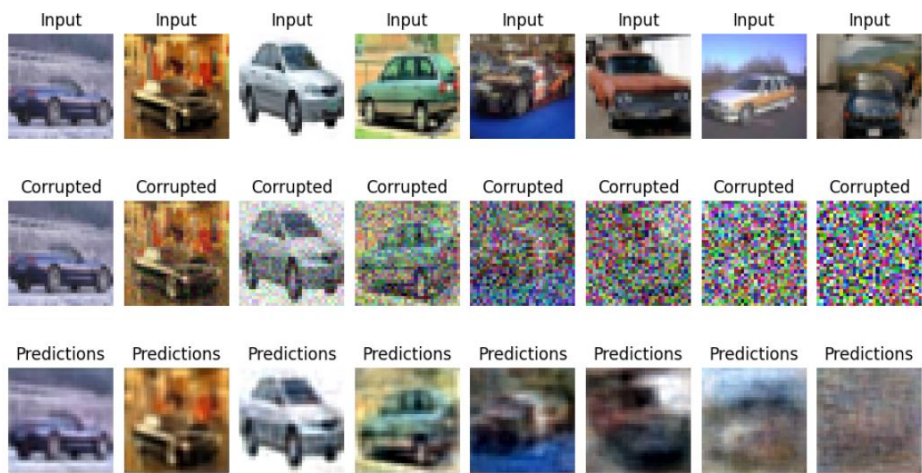 Input Input Input Input Input Input Input Input
Corrupted Corrupted Corrupted Corrupted Corrupted Corrupted Corrupted Corrupted
Predictions Predictions Predictions Predictions Predictions Predictions Predictions Predictions